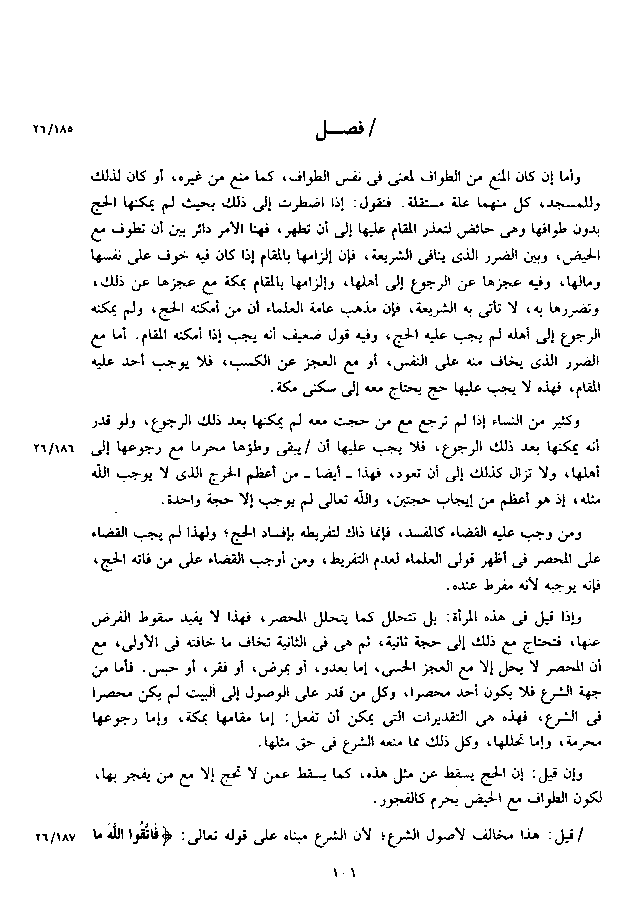 ٢٦/١٨٥ / فصــل
وأما إن كان المنع من الطواف لمعنى فى نفس الطواف، كما منع من غيره، أو كان لذلك
وللمسجد، كل منهما علة مستقلة. فنقول: إذا اضطرت إلى ذلك بحيث لم يمكنها الحج
بدون طوافها وهى حائض لتعذر المقام عليها إلى أن تطهر، فهنا الأمر دائر بين أن تطوف مع
الحيض، وبين الضرر الذى ينافى الشريعة، فإن إلزامها بالمقام إذا كان فيه خوف على نفسها
ومالها، وفيه عجزها عن الرجوع إلى أهلها، وإلزامها بالمقام بمكة مع عجزها عن ذلك،
وتضررها به، لا تأتى به الشريعة، فإن مذهب عامة العلماء أن من أمكنه الحج، ولم يمكنه
الرجوع إلى أهله لم يجب عليه الحج، وفيه قول ضعيف أنه يجب إذا أمكنه المقام. أما مع
الضرر الذى يخاف منه على النفس، أو مع العجز عن الكسب، فلا يوجب أحد عليه
المقام، فهذه لا يجب عليها حج يحتاج معه إلى سكنى مكة.
وكثير من النساء إذا لم ترجع مع من حجت معه لم يمكنها بعد ذلك الرجوع، ولو قدر
٢٦/١٨٦ أنه يمكنها بعد ذلك الرجوع، فلا يجب عليها أن / يبقى وطؤها محرما مع رجوعها إلى
أهلها، ولا تزال كذلك إلى أن تعود، فهذا ـ أيضا ـ من أعظم الحرج الذى لا يوجب الله
مثله، إذ هو أعظم من إيجاب حجتين، والله تعالى لم يوجب إلا حجة واحدة.
ومن وجب عليه القضاء كالمفسد، فإنما ذاك لتفريطه بإفساد الحج؛ ولهذا لم يجب القضاء
على المحصر فى أظهر قولى العلماء لعدم التفريط، ومن أوجب القضاء على من فاته الحج،
فإنه يوجبه لأنه مفرط عنده.
وإذا قيل فى هذه المرأة: بل تتحلل كما يتحلل المحصر، فهذا لا يفيد سقوط الفرض
عنها، فتحتاج مع ذلك إلى حجة ثانية، ثم هى فى الثانية تخاف ما خافته فى الأولى، مع
أن المحصر لا يحل إلا مع العجز الحسى، إما بعدو، أو بمرض، أو فقر، أو حبس. فأما من
جهة الشرع فلا يكون أحد محصرا، وكل من قدر على الوصول إلى البيت لم يكن محصرا
فى الشرع، فهذه هى التقديرات التى يمكن أن تفعل: إما مقامها بمكة، وإما رجوعها
محرمة، وإما تحللها، وكل ذلك مما منعه الشرع فى حق مثلها.
وإن قيل: إن الحج يسقط عن مثل هذه، كما يسقط عمن لا تحج إلا مع من يفجر بها،
لكون الطواف مع الحيض يحرم كالفجور.
٢٦/١٨٧ / قيل: هذا مخالف لأصول الشرع؛ لأن الشرع مبناه على قوله تعالى: ﴿ فَاتَّقُوا اللَّهَ مَا
١٠٦